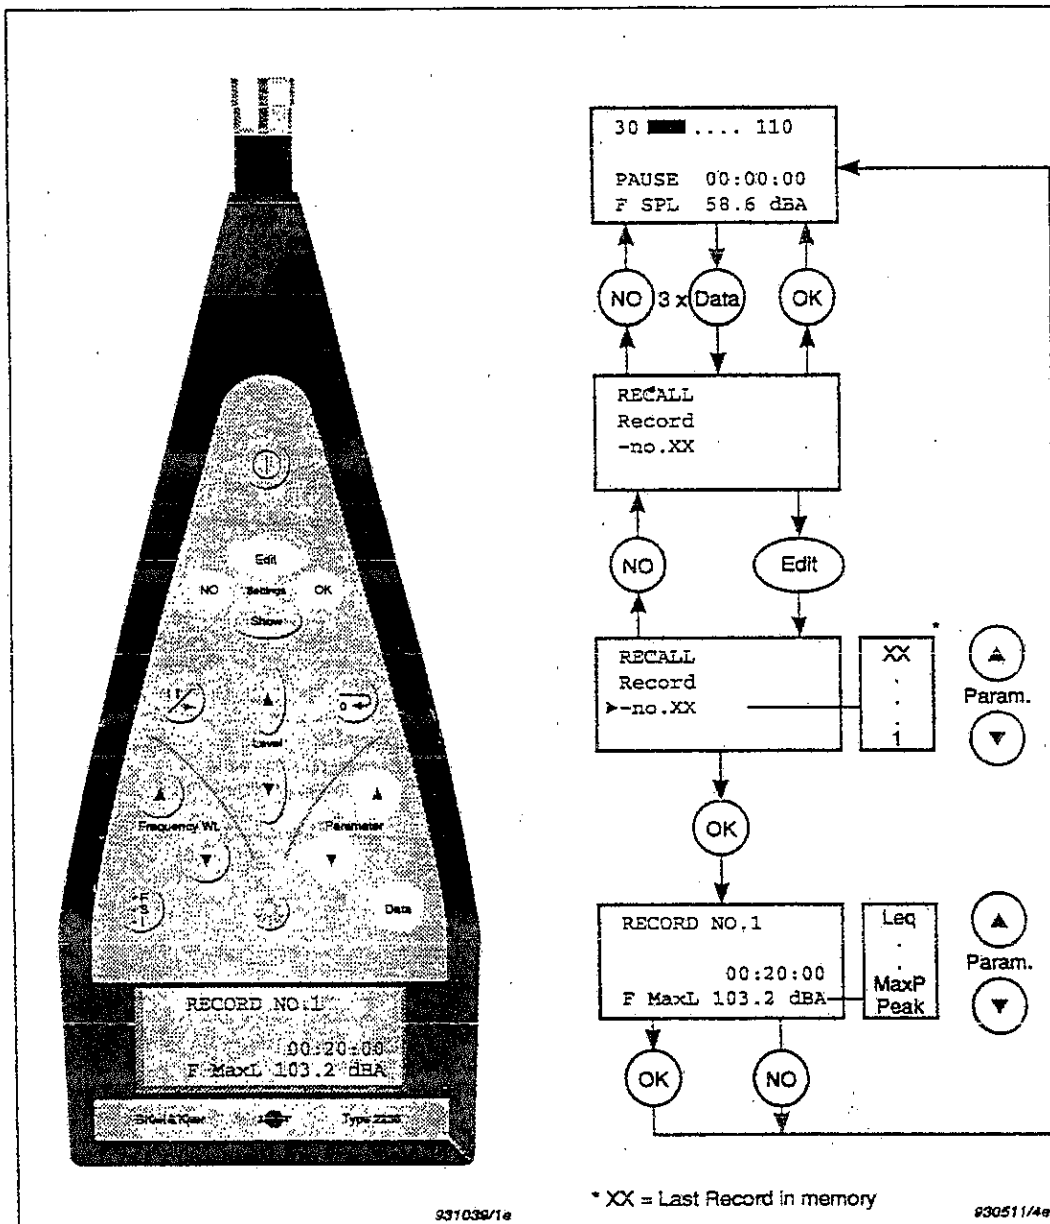 Edit
NO Settings OK
Show
Level
Frequency Wt.
Parameter
Data
RECORD NO.1
00:20:00
F MaxL 103.2 dBA
931039/1e
30 .... 110
PAUSE 00:00:00
F SPL 58.6 dBA
NO 3 x Data OK
RECALL
Record
-no.XX
NO Edit
RECALL
Record
-no.XX
XX
.
.
.
1
*
Param.
OK
RECORD NO.1
00:20:00
F MaxL 103.2 dBA
Leq
.
.
MaxP
Peak
Param.
OK NO
* XX = Last Record in memory
930511/4e